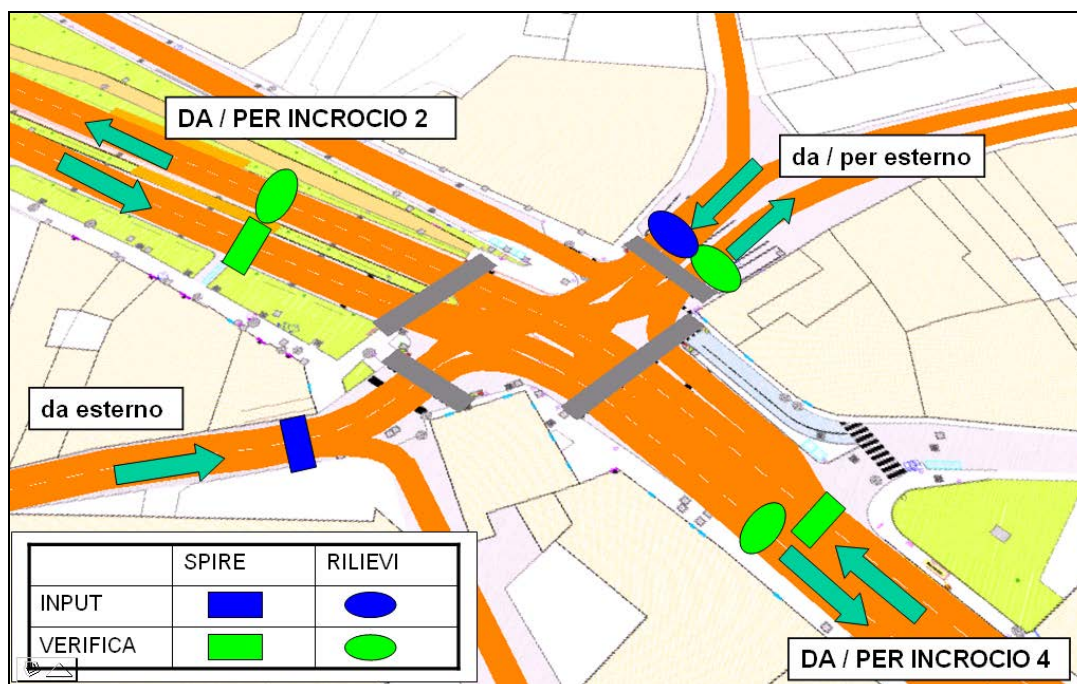 DA / PER INCROCIO 2
da / per esterno
da esterno
SPIRE RILIEVI
INPUT
VERIFICA
DA / PER INCROCIO 4